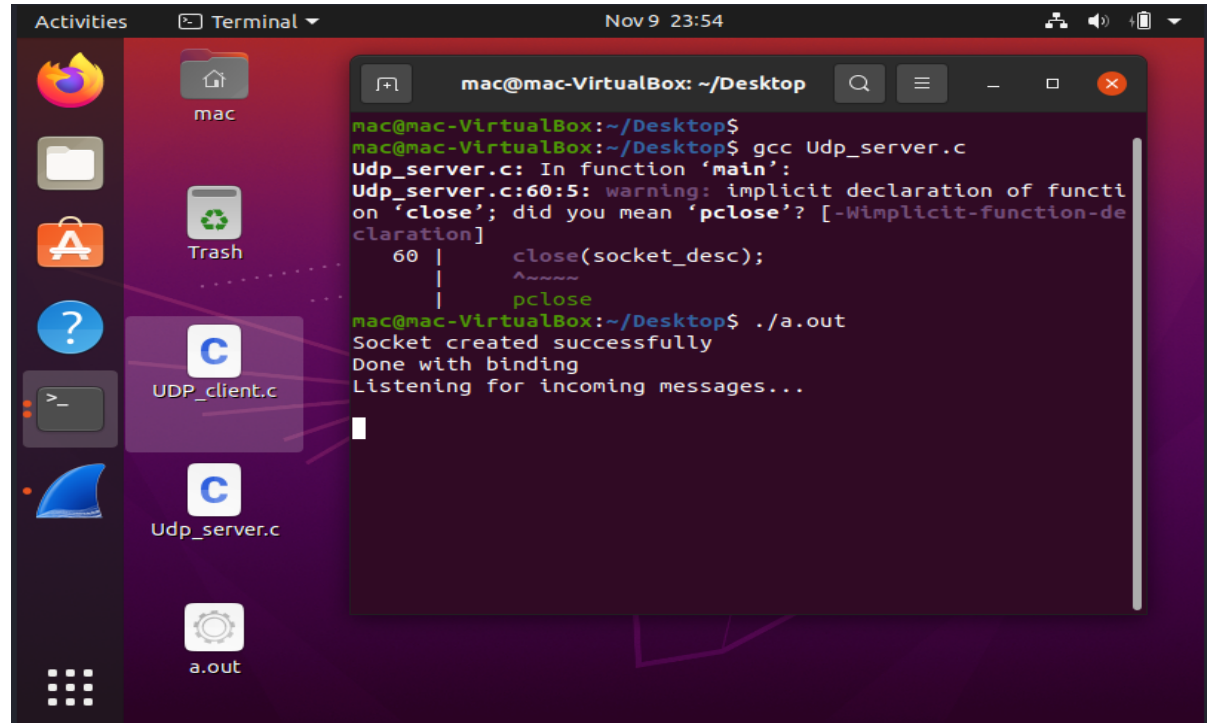 Activities
Terminal
Nov 9 23:54
mac
Trash
UDP_client.c
Udp_server.c
a.out
mac@mac-VirtualBox: ~/Desktop
mac@mac-VirtualBox:~/Desktop$
mac@mac-VirtualBox:~/Desktop$ gcc Udp_server.c
Udp_server.c: In function ‘main’:
Udp_server.c:60:5: warning: implicit declaration of functi
on ‘close’; did you mean ‘pclose’? [-Wimplicit-function-de
claration]
   60 |     close(socket_desc);
      |     ^~~~~
      |     pclose
mac@mac-VirtualBox:~/Desktop$ ./a.out
Socket created successfully
Done with binding
Listening for incoming messages...